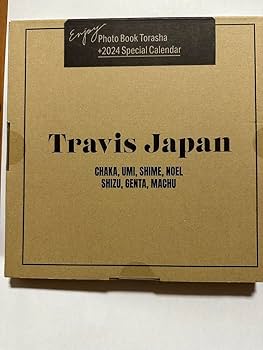 Enjoy
Photo Book Torasha
+2024 Special Calendar
Travis Japan
CHAKA, UMI, SHIME, NOEL
SHIZU, GENTA, MACHU